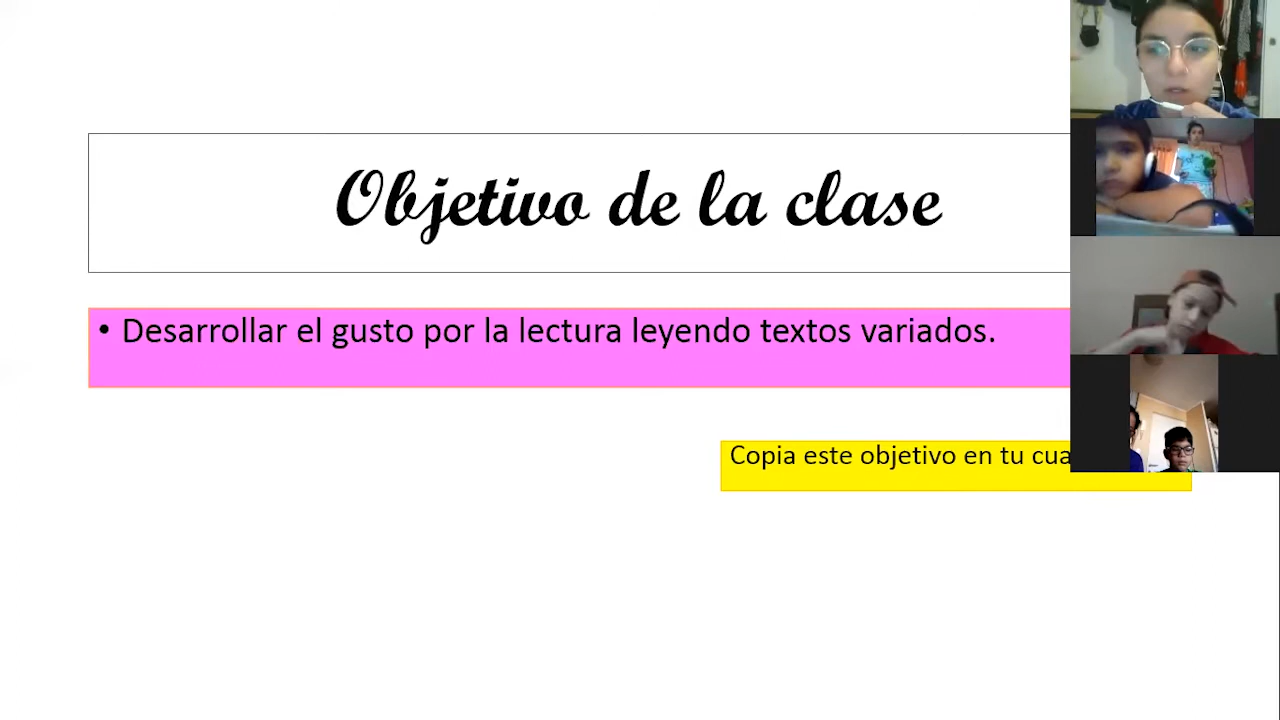 Objetivo de la clase
• Desarrollar el gusto por la lectura leyendo textos variados.
Copia este objetivo en tu